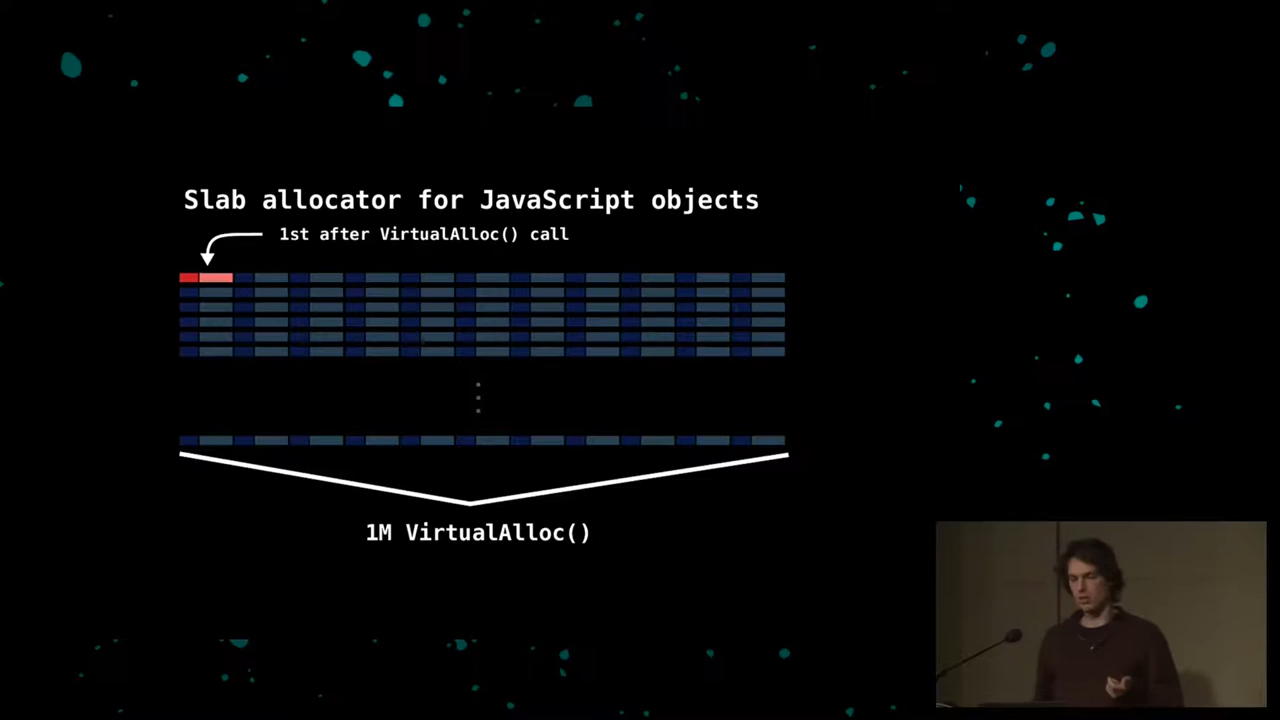 Slab allocator for JavaScript objects
1st after VirtualAlloc() call
1M VirtualAlloc()